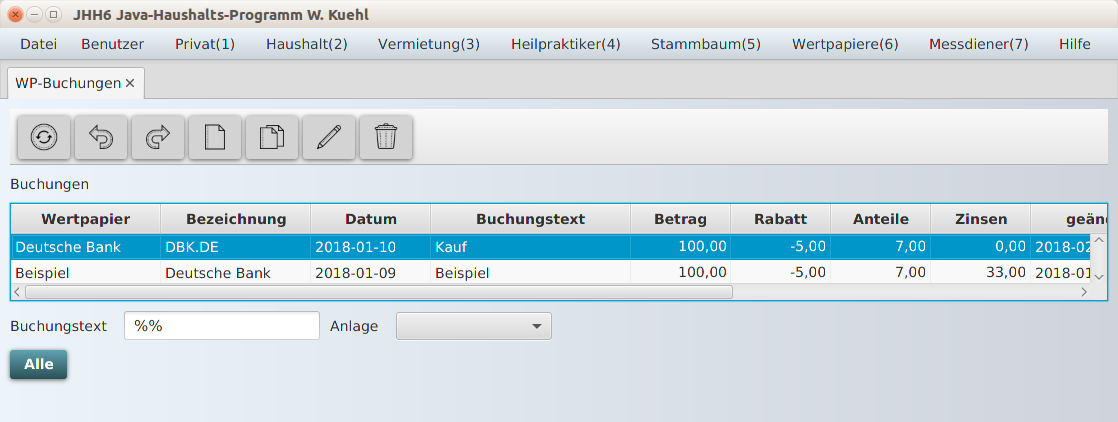 JHH6 Java-Haushalts-Programm W. Kuehl
Datei Benutzer Privat(1) Haushalt(2) Vermietung(3) Heilpraktiker(4) Stammbaum(5) Wertpapiere(6) Messdiener(7) Hilfe
WP-Buchungen
Buchungen
Wertpapier Bezeichnung Datum Buchungstext Betrag Rabatt Anteile Zinsen geän
Deutsche Bank DBK.DE 2018-01-10 Kauf 100,00 -5,00 7,00 0,00 2018-02
Beispiel Deutsche Bank 2018-01-09 Beispiel 100,00 -5,00 7,00 33,00 2018-01
Buchungstext %% Anlage
Alle